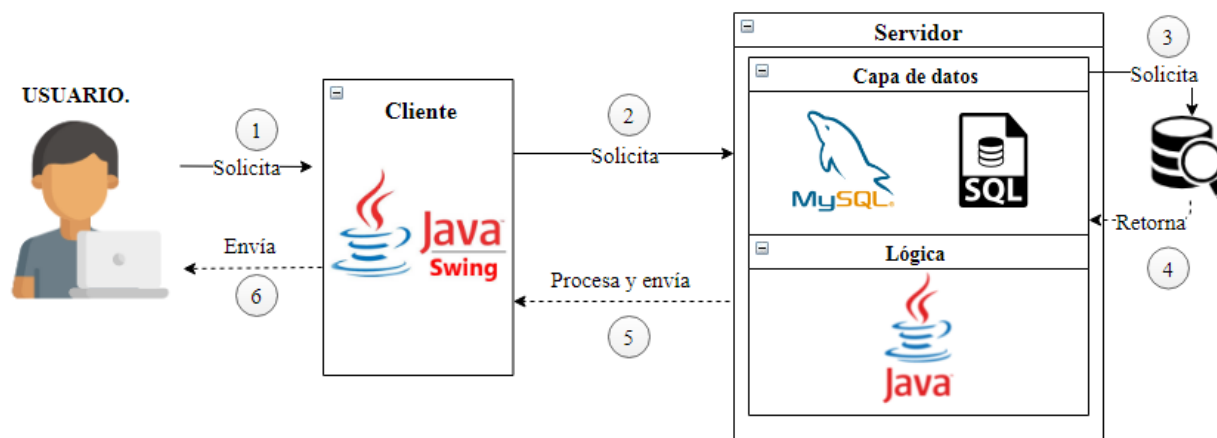 USUARIO.
1
Solicita
Envía
6
Cliente
Java
Swing
2
Solicita
Procesa y envía
5
Servidor
Capa de datos
MySQL
SQL
Lógica
Java
3
Solicita
Retorna
4